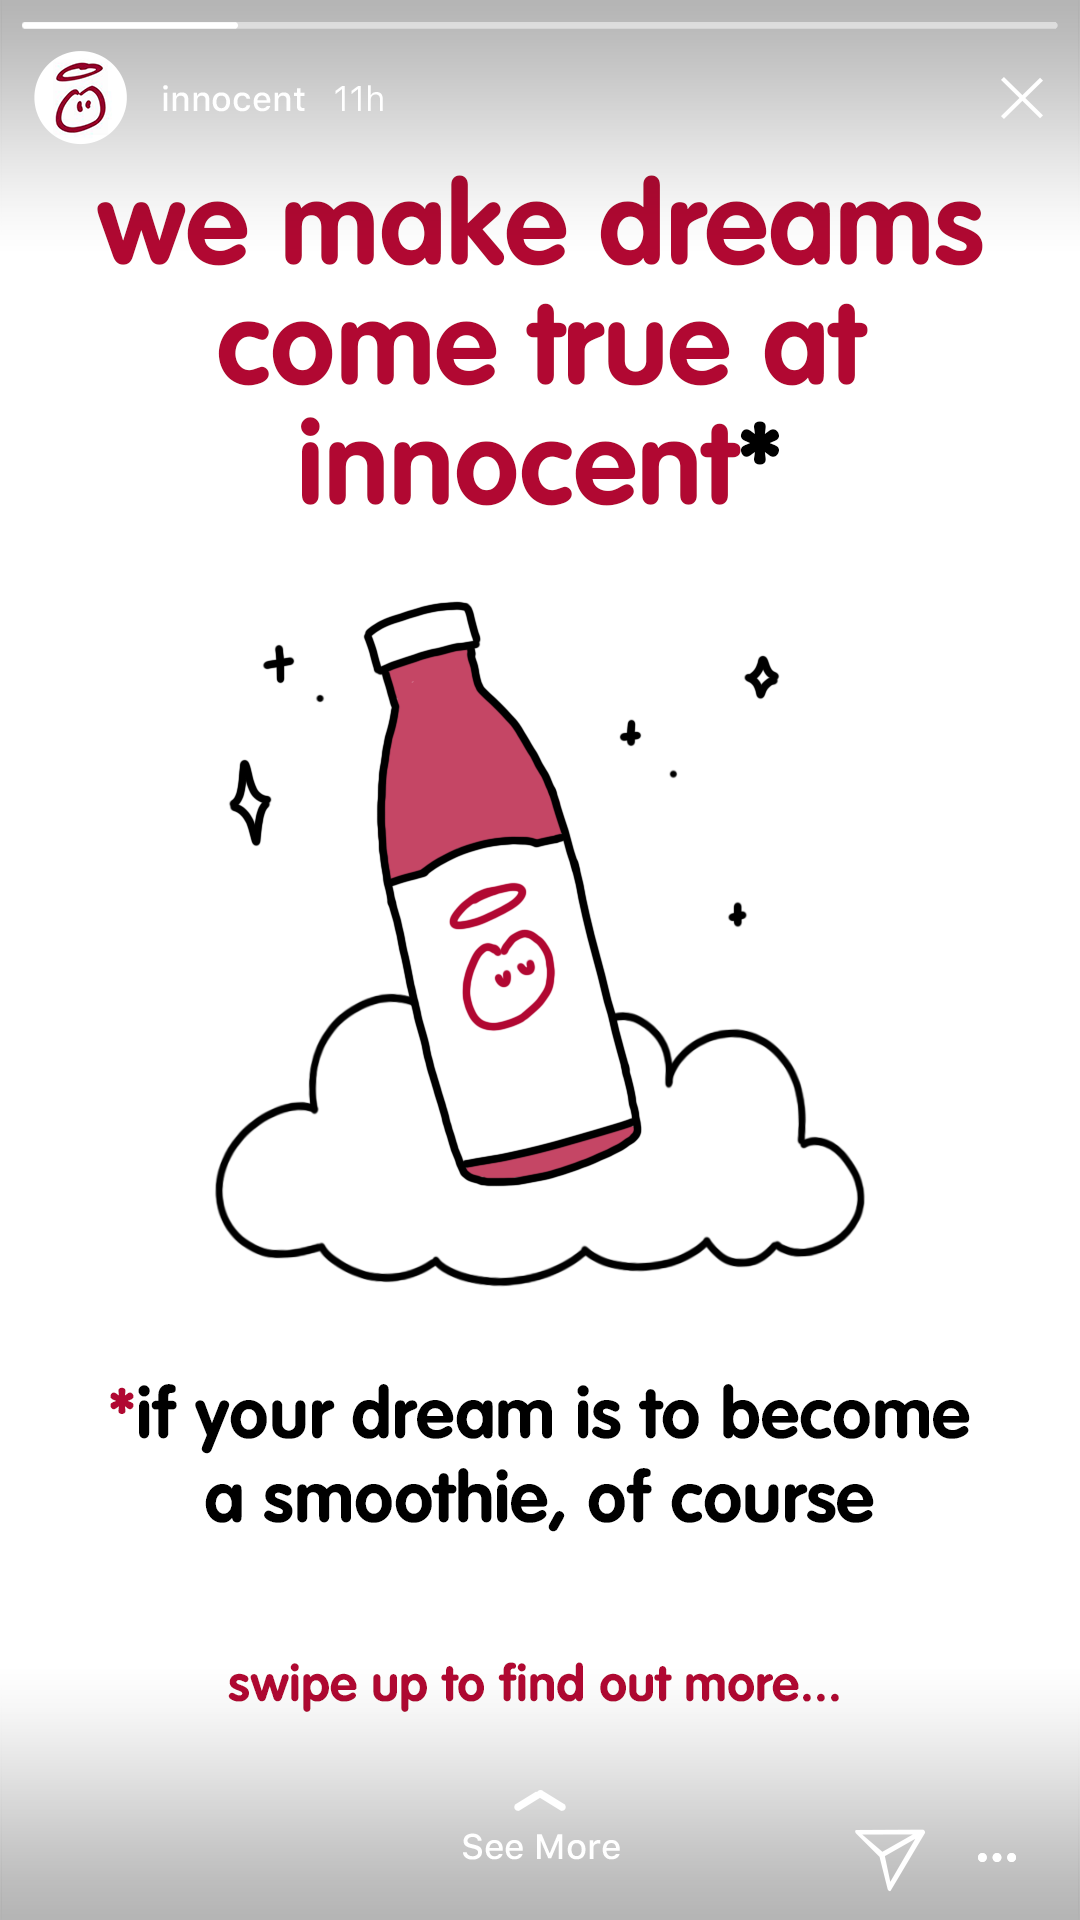 innocent 11h
we make dreams
come true at
innocent*
*if your dream is to become
a smoothie, of course
swipe up to find out more...
See More